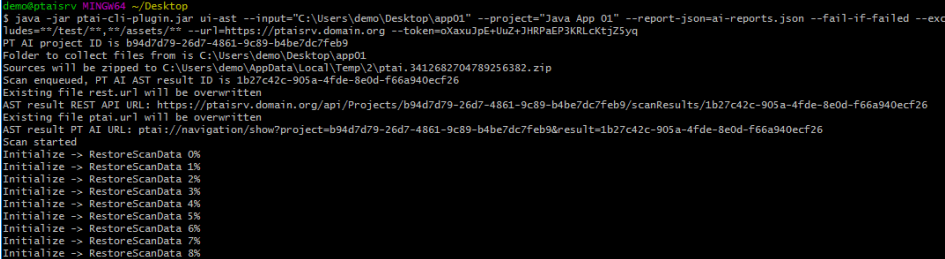 demo@ptaisrv MINGW64 ~/Desktop
$ java -jar ptai-cli-plugin.jar ui-ast --input="C:\Users\demo\Desktop\app01" --project="Java App 01" --report-json=ai-reports.json --fail-if-failed --exc
ludes=**/test/**,**/assets/** --url=https://ptaisrv.domain.org --token=oXaxuJpE+UuZ+JHRPaEP3KRLcKtjZ5yq
PT AI project ID is b94d7d79-26d7-4861-9c89-b4be7dc7feb9
Folder to collect files from is C:\Users\demo\Desktop\app01
Sources will be zipped to C:\Users\demo\AppData\Local\Temp\2\ptai.3412682704789256382.zip
Scan enqueued, PT AI AST result ID is 1b27c42c-905a-4fde-8e0d-f66a940ecf26
Existing file rest.url will be overwritten
AST result REST API URL: https://ptaisrv.domain.org/api/Projects/b94d7d79-26d7-4861-9c89-b4be7dc7feb9/scanResults/1b27c42c-905a-4fde-8e0d-f66a940ecf26
Existing file ptai.url will be overwritten
AST result PT AI URL: ptai://navigation/show?project=b94d7d79-26d7-4861-9c89-b4be7dc7feb9&result=1b27c42c-905a-4fde-8e0d-f66a940ecf26
Scan started
Initialize -> RestoreScanData 0%
Initialize -> RestoreScanData 1%
Initialize -> RestoreScanData 2%
Initialize -> RestoreScanData 3%
Initialize -> RestoreScanData 4%
Initialize -> RestoreScanData 5%
Initialize -> RestoreScanData 6%
Initialize -> RestoreScanData 7%
Initialize -> RestoreScanData 8%